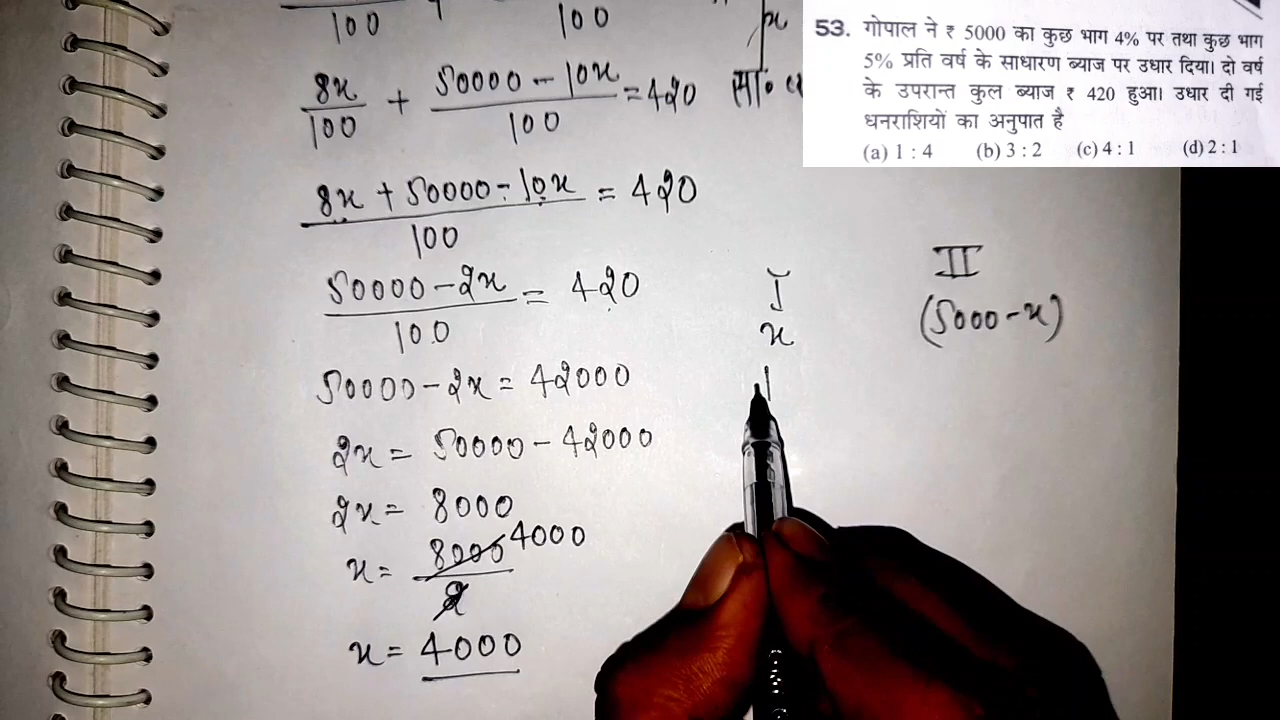 100 100
8x/100 + 50000 - 10x/100 = 420 सा॰
8x + 50000 - 10x/100 = 420
50000 - 2x/100 = 420
50000 - 2x = 42000
2x = 50000 - 42000
2x = 8000
x = 8000/2 4000
x = 4000
I II
x (5000 - x)
53. गोपाल ने ₹ 5000 का कुछ भाग 4% पर तथा कुछ भाग
5% प्रति वर्ष के साधारण ब्याज पर उधार दिया। दो वर्ष
के उपरान्त कुल ब्याज ₹ 420 हुआ। उधार दी गई
धनराशियों का अनुपात है
(a) 1 : 4 (b) 3 : 2 (c) 4 : 1 (d) 2 : 1